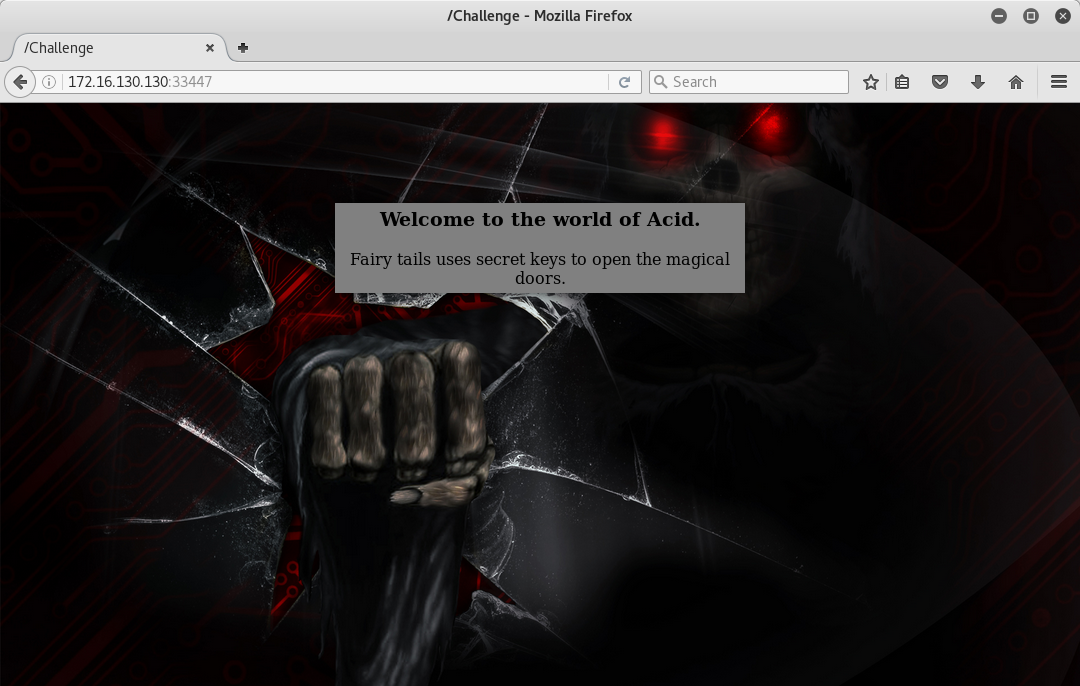 /Challenge - Mozilla Firefox
/Challenge
172.16.130.130:33447
Search
Welcome to the world of Acid.
Fairy tails uses secret keys to open the magical
doors.